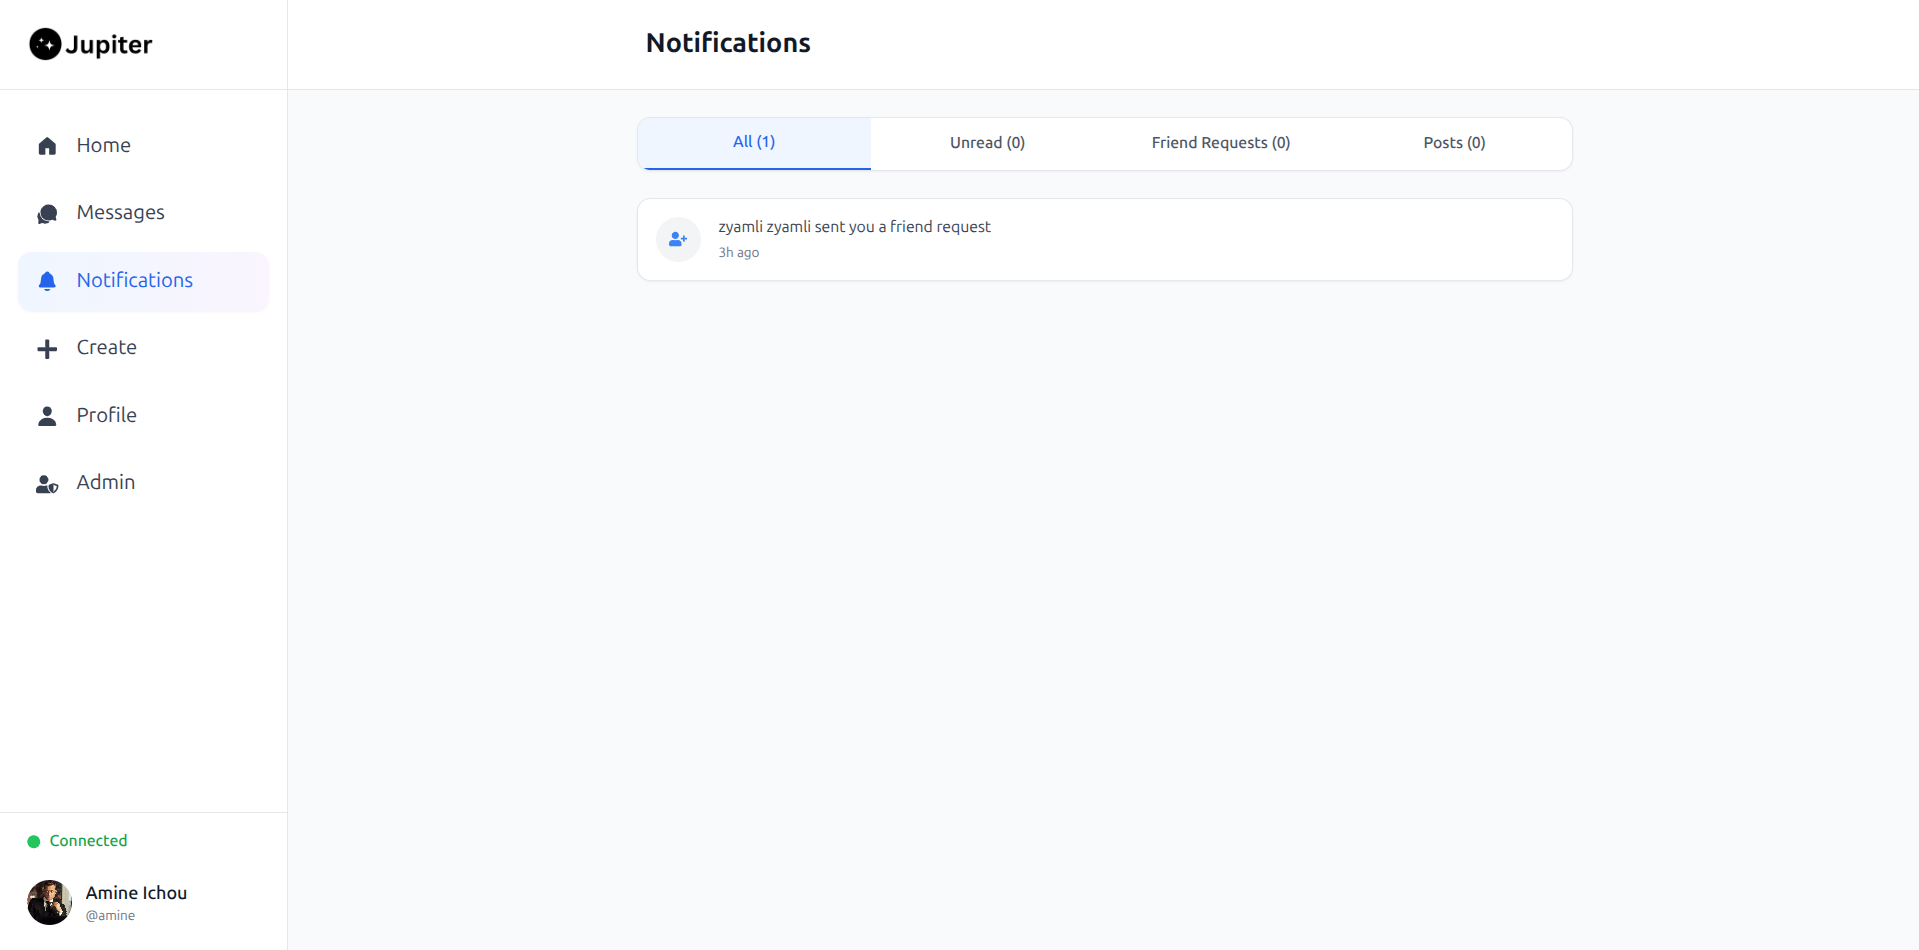 Jupiter
Home
Messages
Notifications
Create
Profile
Admin
Connected
Amine Ichou
@amine
Notifications
All (1)
Unread (0)
Friend Requests (0)
Posts (0)
zyamli zyamli sent you a friend request
3h ago